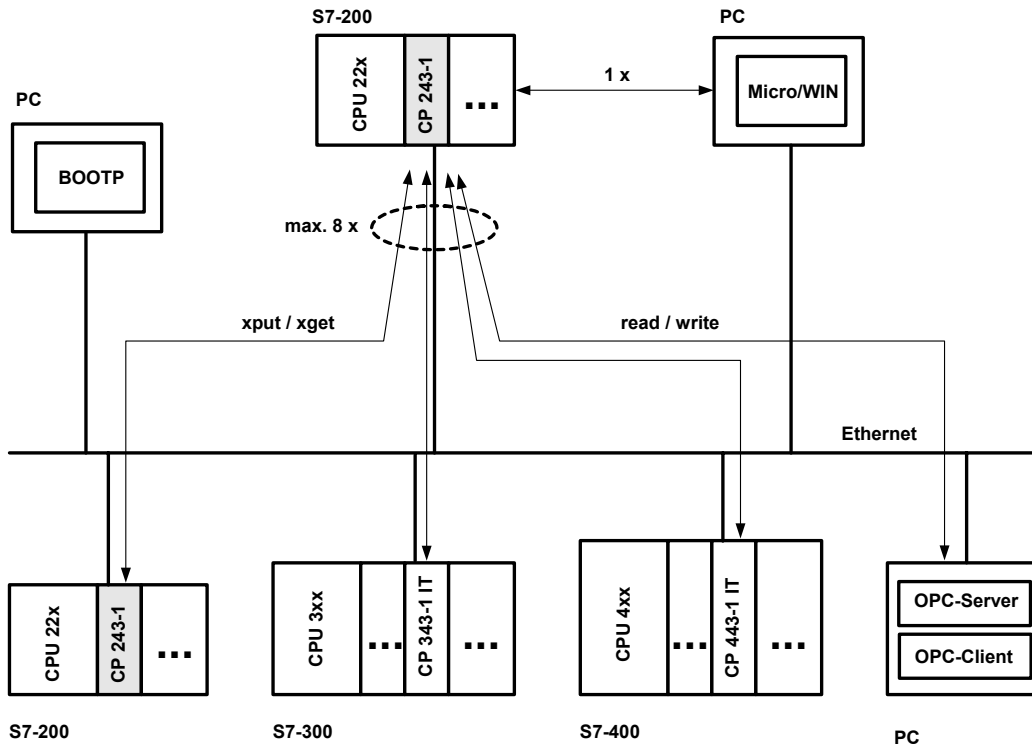 S7-200
PC
CPU 22x
CP 243-1
...
1 x
Micro/WIN
PC
BOOTP
max. 8 x
xput / xget
read / write
Ethernet
CPU 22x
CP 243-1
...
CPU 3xx
...
CP 343-1 IT
...
CPU 4xx
...
CP 443-1 IT
...
OPC-Server
OPC-Client
S7-200
S7-300
S7-400
PC